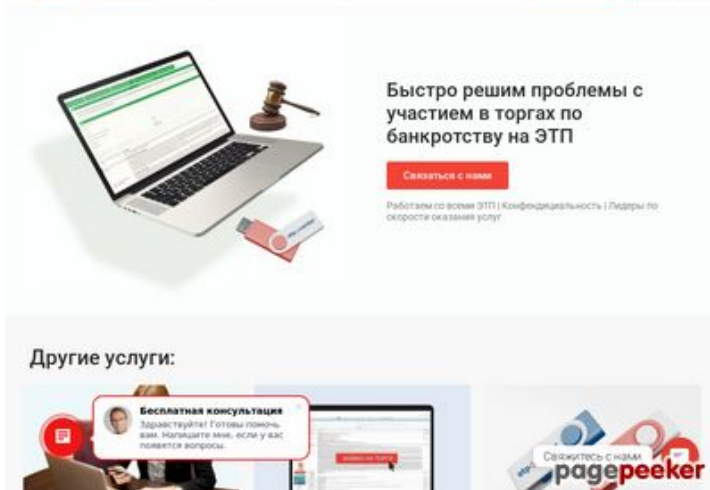 Быстро решим проблемы с
участием в торгах по
банкротству на ЭТП
Связаться с нами
Работаем со всеми ЭТП | Конфендициальность | Лидеры по
скорости оказания услуг
Другие услуги:
Бесплатная консультация
Здравствуйте! Готовы помочь
вам. Напишите мне, если у вас
появятся вопросы.
Свяжитесь с нами
pagepeeker